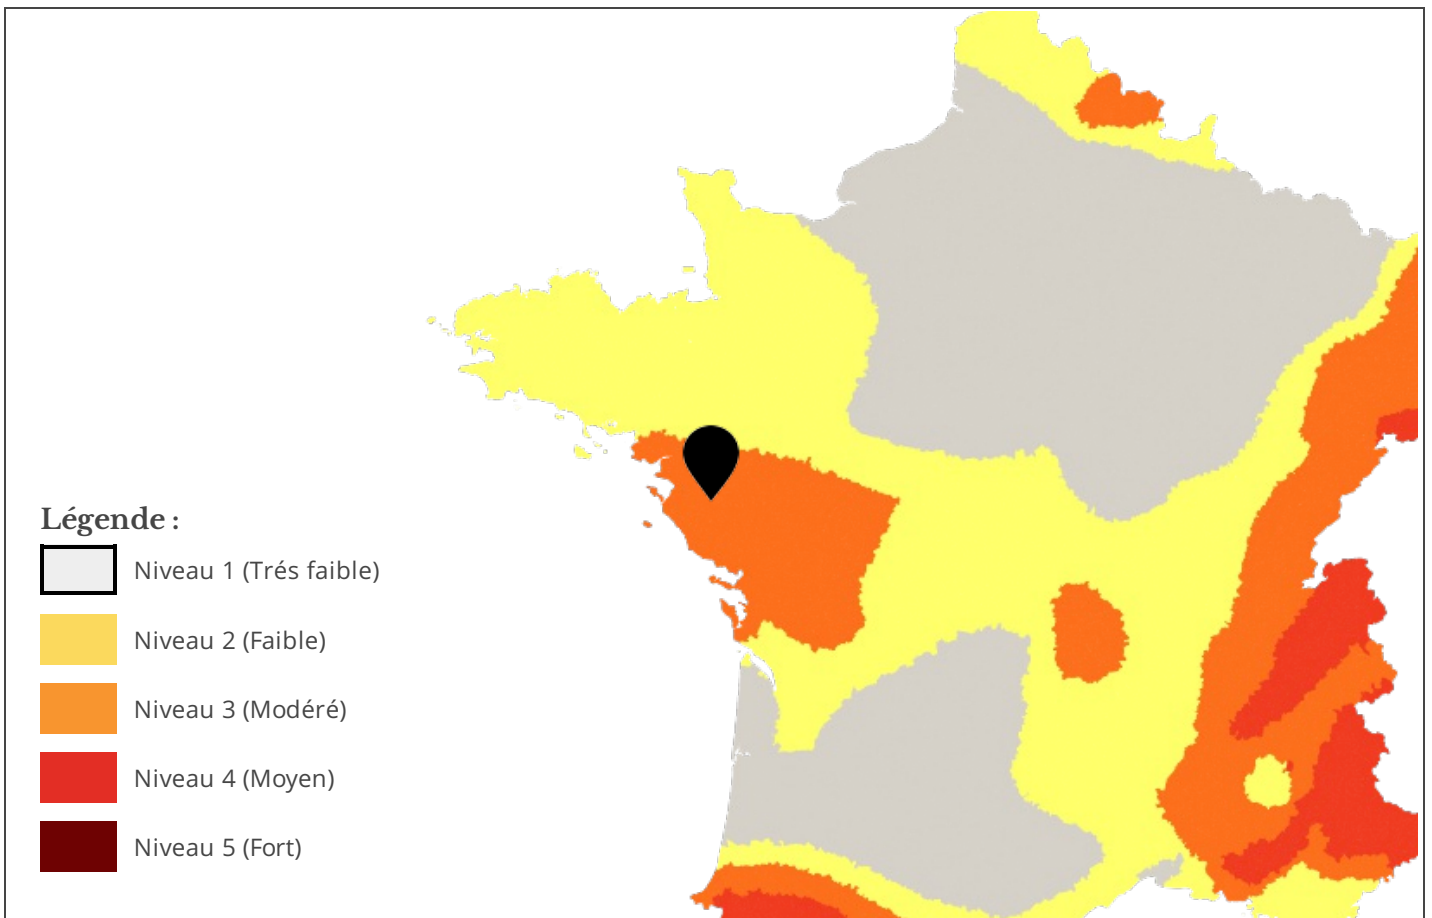 Légende :
Niveau 1 (Trés faible)
Niveau 2 (Faible)
Niveau 3 (Modéré)
Niveau 4 (Moyen)
Niveau 5 (Fort)